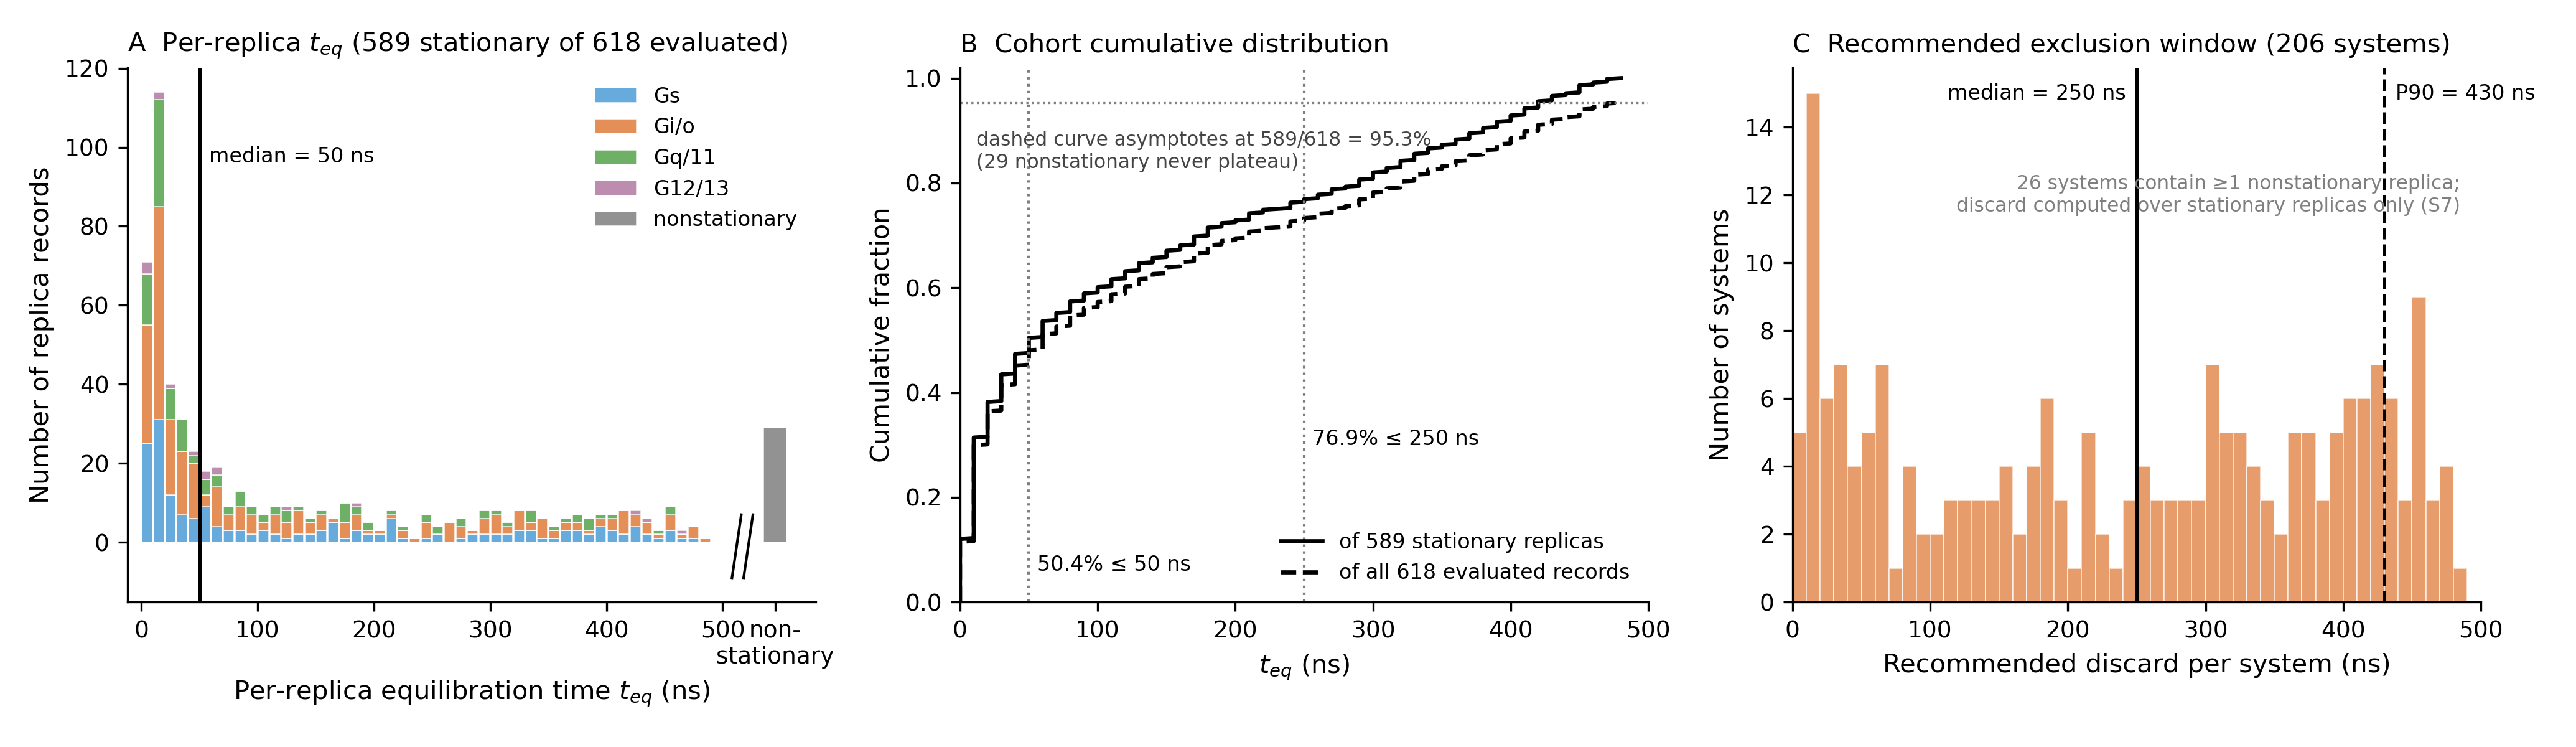 A Per-replica t_eq (589 stationary of 618 evaluated)
Number of replica records
120
100
80
60
40
20
0
median = 50 ns
Gs
Gi/o
Gq/11
G12/13
nonstationary
0 100 200 300 400 500 non-
stationary
Per-replica equilibration time t_eq (ns)
B Cohort cumulative distribution
Cumulative fraction
1.0
0.8
0.6
0.4
0.2
0.0
dashed curve asymptotes at 589/618 = 95.3%
(29 nonstationary never plateau)
76.9% ≤ 250 ns
50.4% ≤ 50 ns
of 589 stationary replicas
of all 618 evaluated records
0 100 200 300 400 500
t_eq (ns)
C Recommended exclusion window (206 systems)
Number of systems
14
12
10
8
6
4
2
0
median = 250 ns
P90 = 430 ns
26 systems contain ≥1 nonstationary replica;
discard computed over stationary replicas only (S7)
0 100 200 300 400 500
Recommended discard per system (ns)